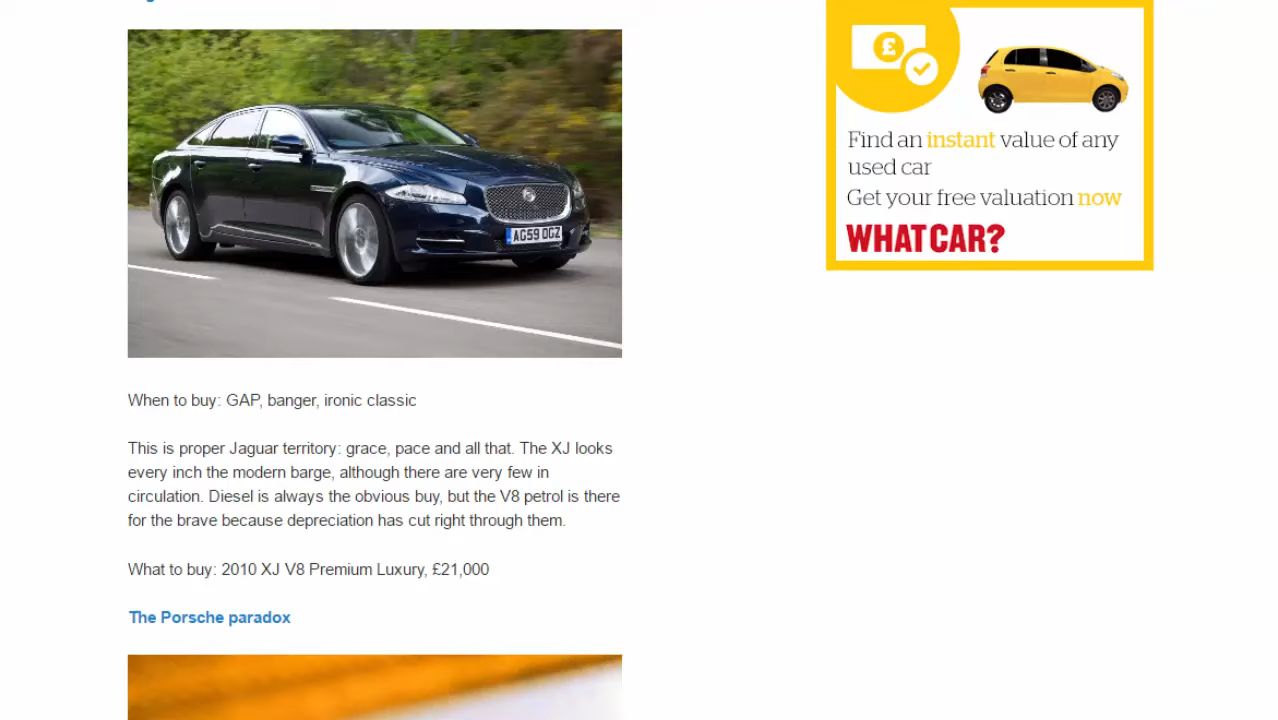 When to buy: GAP, banger, ironic classic
This is proper Jaguar territory: grace, pace and all that. The XJ looks
every inch the modern barge, although there are very few in
circulation. Diesel is always the obvious buy, but the V8 petrol is there
for the brave because depreciation has cut right through them.
What to buy: 2010 XJ V8 Premium Luxury, £21,000
The Porsche paradox
AG59 OGZ
£
Find an instant value of any
used car
Get your free valuation now
WHAT CAR?